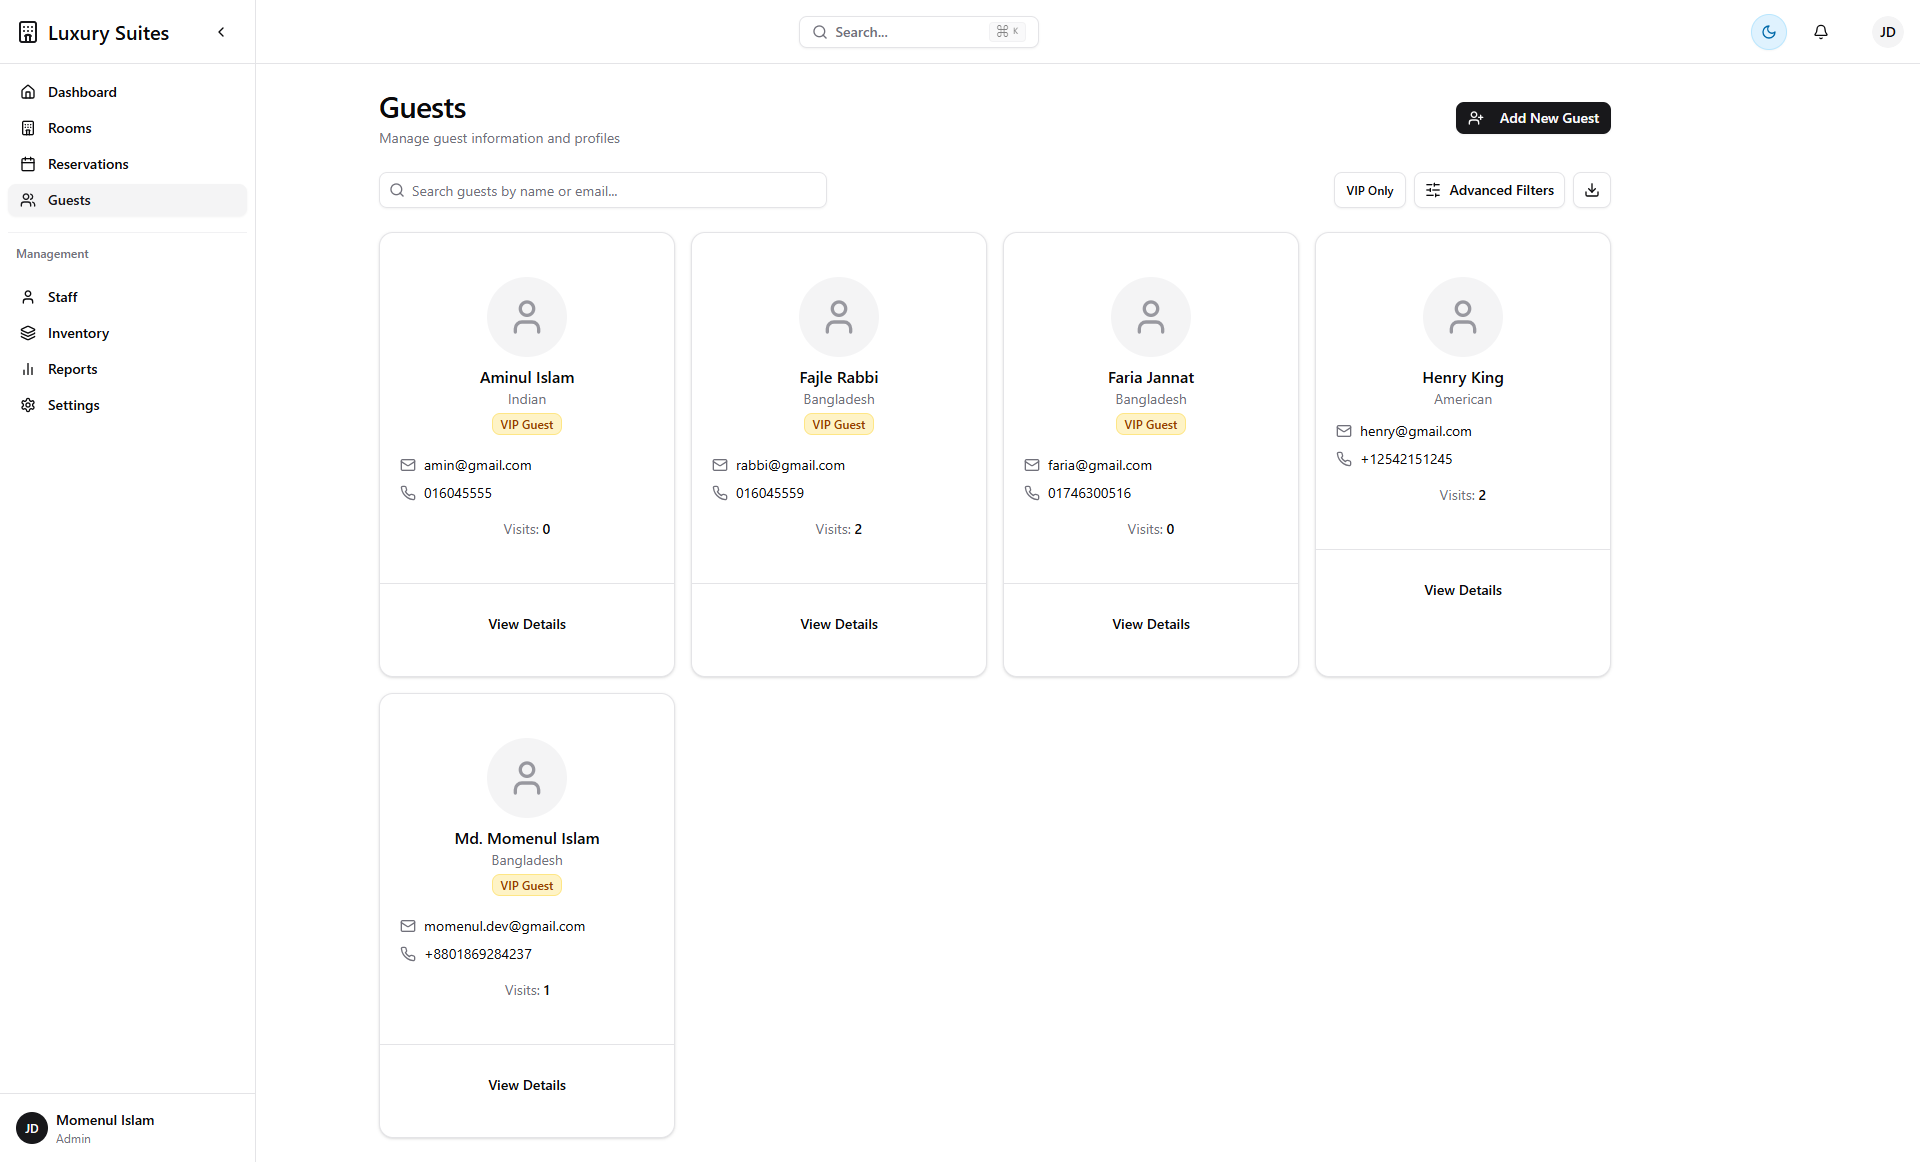 Luxury Suites
Search...
⌘ K
JD
Dashboard
Rooms
Reservations
Guests
Management
Staff
Inventory
Reports
Settings
JD
Momenul Islam
Admin
Guests
Manage guest information and profiles
Add New Guest
Search guests by name or email...
VIP Only
Advanced Filters
Aminul Islam
Indian
VIP Guest
amin@gmail.com
016045555
Visits: 0
View Details
Fajle Rabbi
Bangladesh
VIP Guest
rabbi@gmail.com
016045559
Visits: 2
View Details
Faria Jannat
Bangladesh
VIP Guest
faria@gmail.com
01746300516
Visits: 0
View Details
Henry King
American
henry@gmail.com
+12542151245
Visits: 2
View Details
Md. Momenul Islam
Bangladesh
VIP Guest
momenul.dev@gmail.com
+8801869284237
Visits: 1
View Details